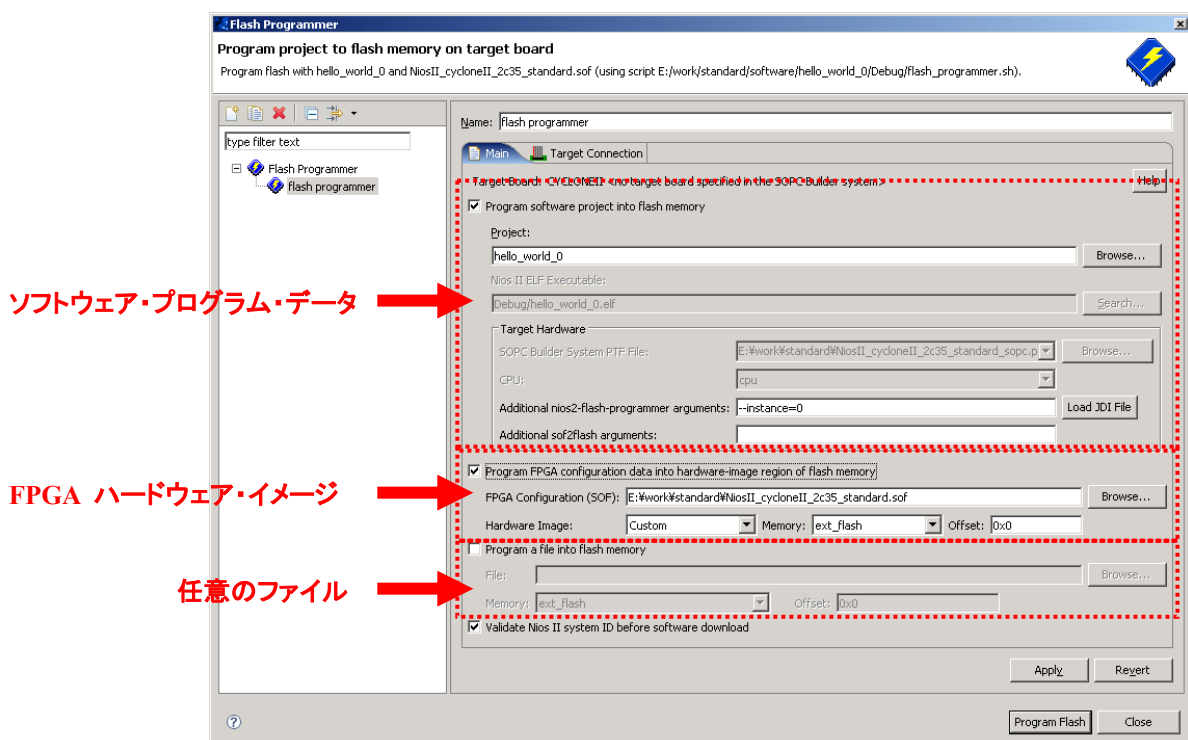 Flash Programmer
Program project to flash memory on target board
Program flash with hello_world_0 and NiosII_cycloneII_2c35_standard.sof (using script E:/work/standard/software/hello_world_0/Debug/flash_programmer.sh).
type filter text
Flash Programmer
flash programmer
Name: flash programmer
Main
Target Connection
Target Board: CYCLONEII <no target board specified in the SOPC Builder system>
Help
Program software project into flash memory
Project:
hello_world_0
Browse...
Nios II ELF Executable:
ソフトウェア・プログラム・データ
Debug/hello_world_0.elf
Search...
Target Hardware
SOPC Builder System PTF File: E:¥work¥standard¥NiosII_cycloneII_2c35_standard_sopc.p Browse...
CPU: cpu
Additional nios2-flash-programmer arguments: --instance=0 Load JDI File
Additional sof2flash arguments:
Program FPGA configuration data into hardware-image region of flash memory
FPGA ハードウェア・イメージ
FPGA Configuration (SOF): E:¥work¥standard¥NiosII_cycloneII_2c35_standard.sof Browse...
Hardware Image: Custom Memory: ext_flash Offset: 0x0
Program a file into flash memory
任意のファイル
File: Browse...
Memory: ext_flash Offset: 0x0
Validate Nios II system ID before software download
Apply Revert
Program Flash Close